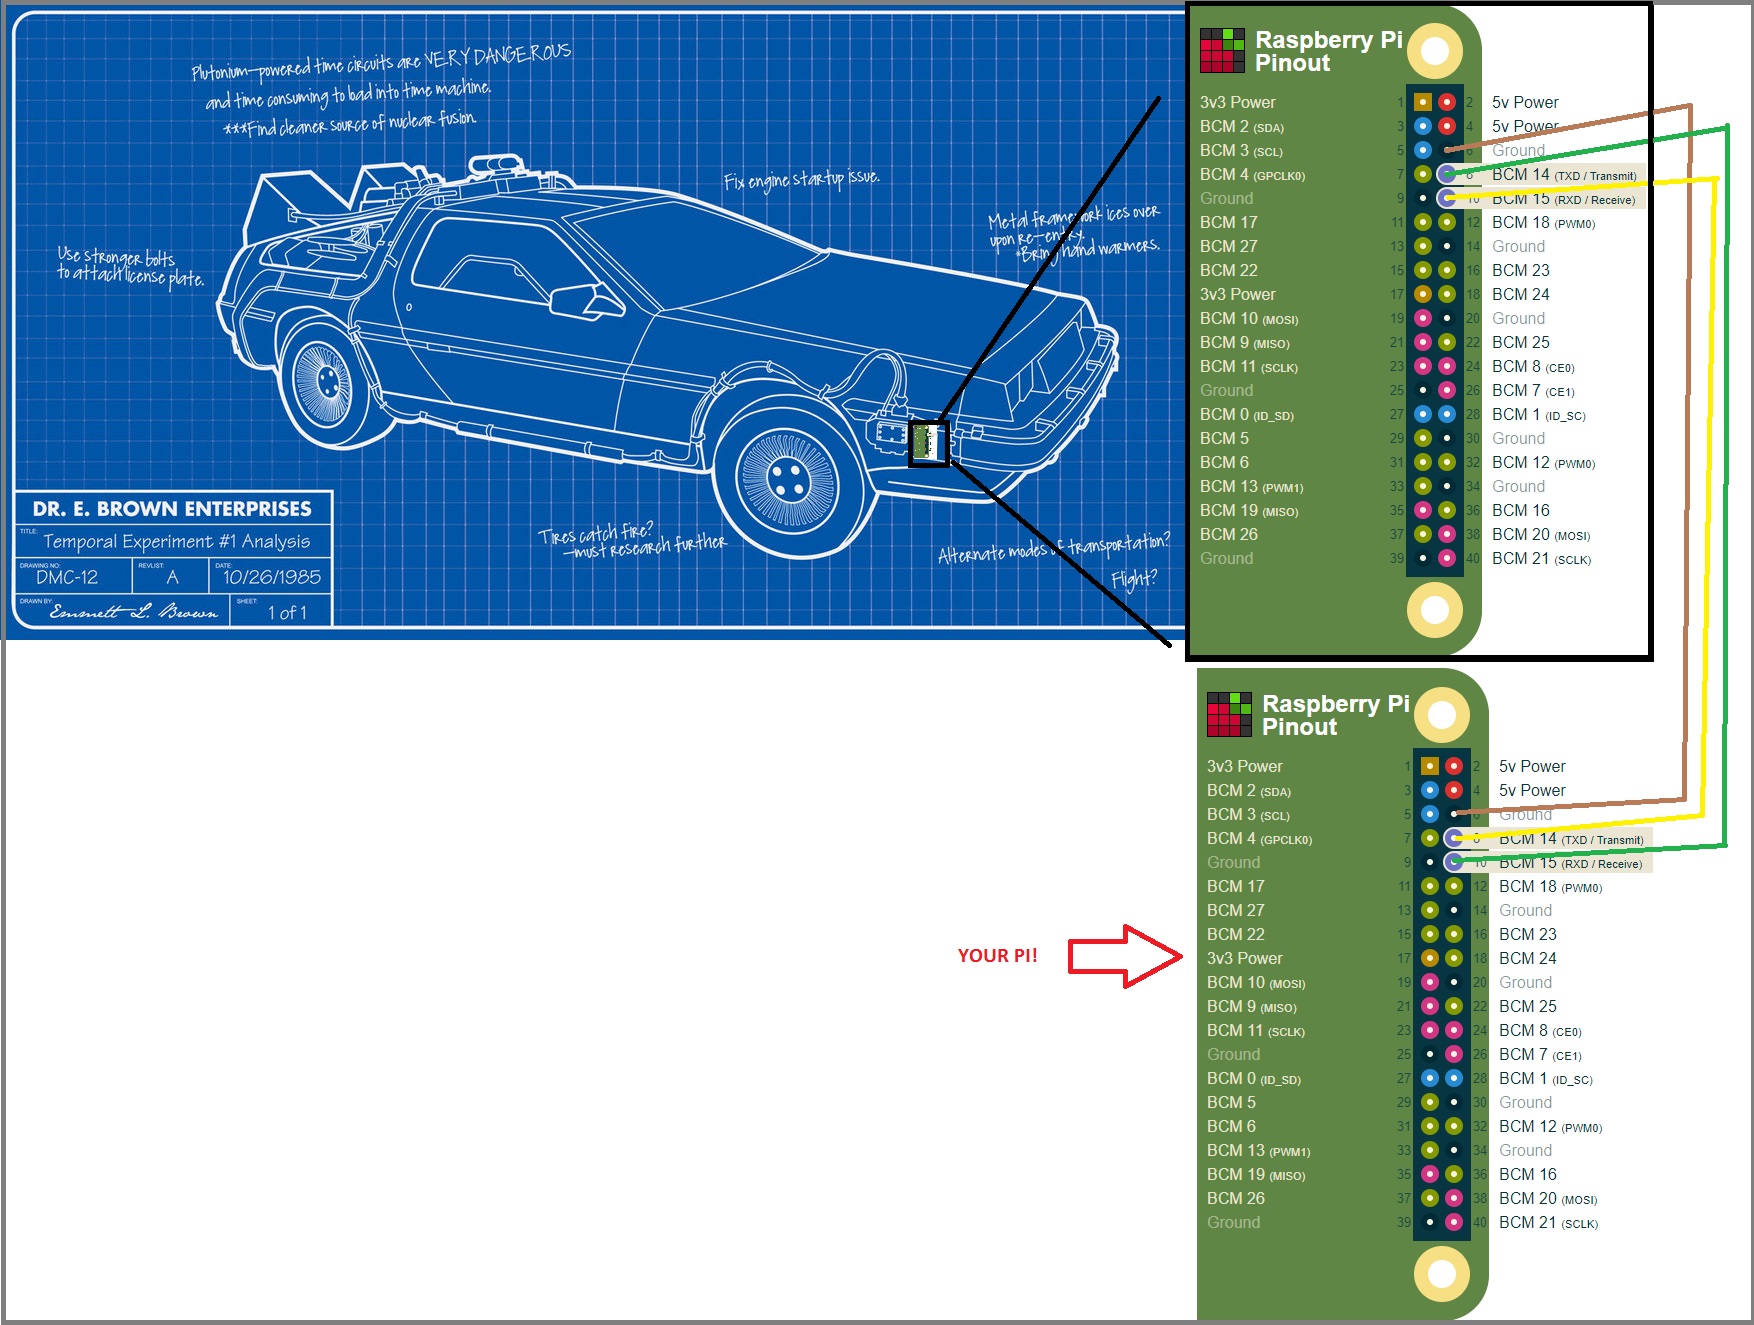 Plutonium-powered time circuits are VERY DANGEROUS
and time consuming to load into time machine.
***Find cleaner source of nuclear fusion.
Fix engine startup issue.
Metal framework ices over
upon re-entry.
*Bring hand warmers.
Use stronger bolts
to attach license plate.
Tires catch fire?
—must research further
Alternate modes of transportation?
Flight?
DR. E. BROWN ENTERPRISES
TITLE:
Temporal Experiment #1 Analysis
DRAWING NO:
DMC-12
REVLIST:
A
DATE:
10/26/1985
DRAWN BY:
Emmett L. Brown
SHEET:
1 of 1
Raspberry Pi
Pinout
3v3 Power 1 2 5v Power
BCM 2 (SDA) 3 4 5v Power
BCM 3 (SCL) 5 6 Ground
BCM 4 (GPCLK0) 7 8 BCM 14 (TXD / Transmit)
Ground 9 10 BCM 15 (RXD / Receive)
BCM 17 11 12 BCM 18 (PWM0)
BCM 27 13 14 Ground
BCM 22 15 16 BCM 23
3v3 Power 17 18 BCM 24
BCM 10 (MOSI) 19 20 Ground
BCM 9 (MISO) 21 22 BCM 25
BCM 11 (SCLK) 23 24 BCM 8 (CE0)
Ground 25 26 BCM 7 (CE1)
BCM 0 (ID_SD) 27 28 BCM 1 (ID_SC)
BCM 5 29 30 Ground
BCM 6 31 32 BCM 12 (PWM0)
BCM 13 (PWM1) 33 34 Ground
BCM 19 (MISO) 35 36 BCM 16
BCM 26 37 38 BCM 20 (MOSI)
Ground 39 40 BCM 21 (SCLK)
Raspberry Pi
Pinout
3v3 Power 1 2 5v Power
BCM 2 (SDA) 3 4 5v Power
BCM 3 (SCL) 5 6 Ground
BCM 4 (GPCLK0) 7 8 BCM 14 (TXD / Transmit)
Ground 9 10 BCM 15 (RXD / Receive)
BCM 17 11 12 BCM 18 (PWM0)
BCM 27 13 14 Ground
BCM 22 15 16 BCM 23
YOUR PI!
3v3 Power 17 18 BCM 24
BCM 10 (MOSI) 19 20 Ground
BCM 9 (MISO) 21 22 BCM 25
BCM 11 (SCLK) 23 24 BCM 8 (CE0)
Ground 25 26 BCM 7 (CE1)
BCM 0 (ID_SD) 27 28 BCM 1 (ID_SC)
BCM 5 29 30 Ground
BCM 6 31 32 BCM 12 (PWM0)
BCM 13 (PWM1) 33 34 Ground
BCM 19 (MISO) 35 36 BCM 16
BCM 26 37 38 BCM 20 (MOSI)
Ground 39 40 BCM 21 (SCLK)